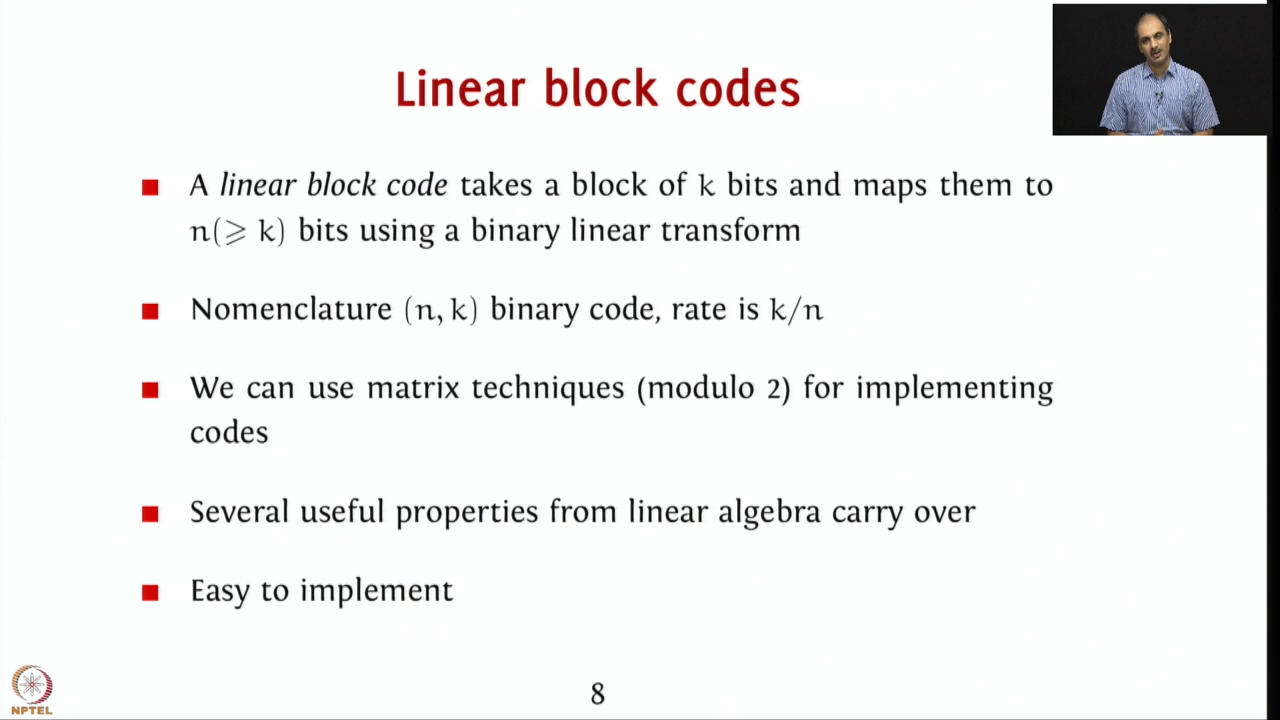 Linear block codes
A linear block code takes a block of k bits and maps them to
n(⩾ k) bits using a binary linear transform
Nomenclature (n, k) binary code, rate is k/n
We can use matrix techniques (modulo 2) for implementing
codes
Several useful properties from linear algebra carry over
Easy to implement
NPTEL
8